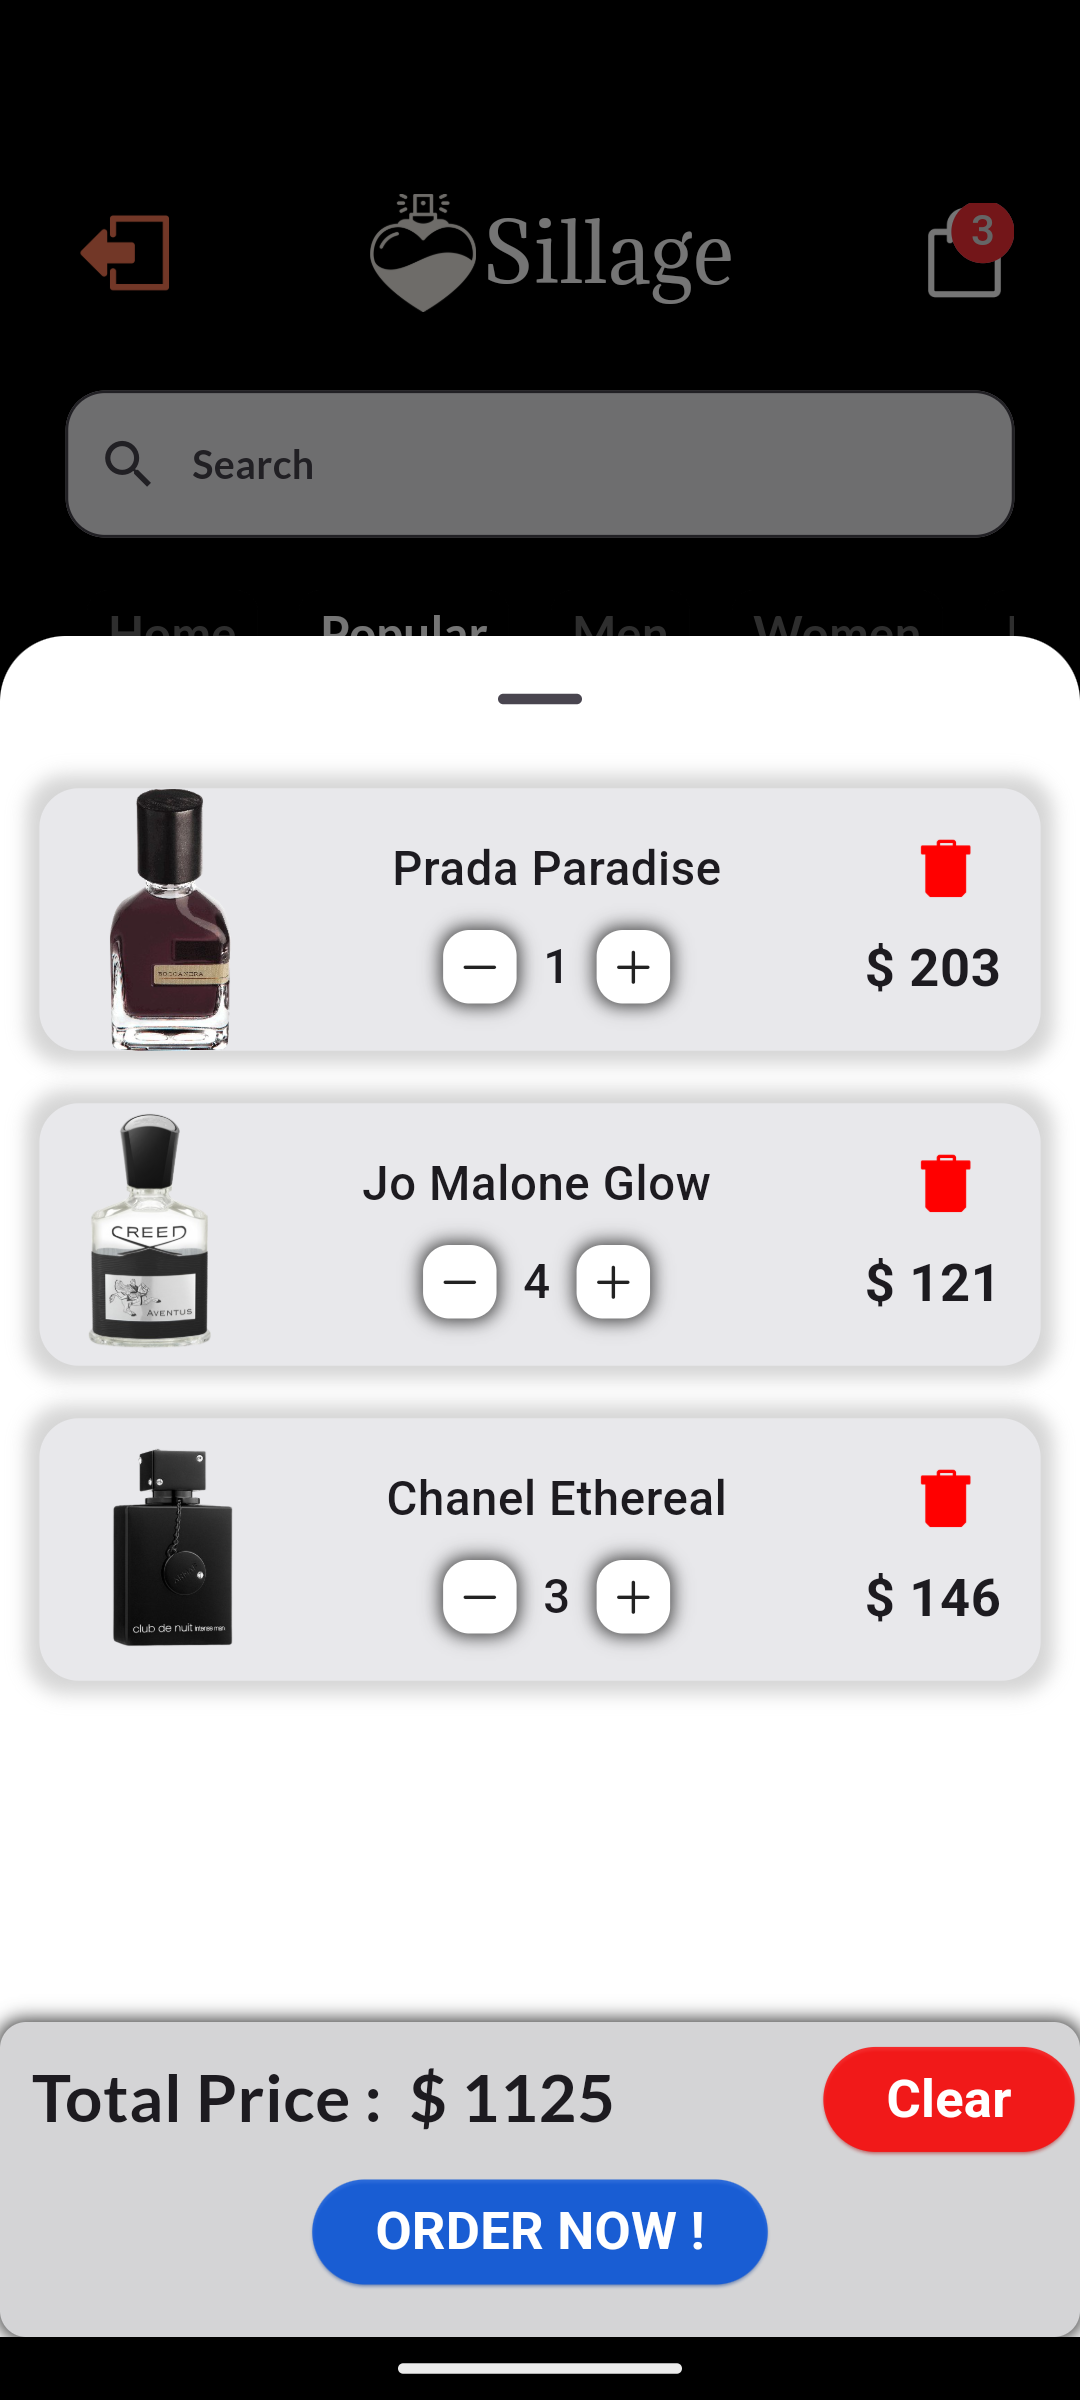 Sillage
3
Search
Home Popular Men Women
Prada Paradise
BOCCANERA
1
$ 203
Jo Malone Glow
CREED
AVENTUS
4
$ 121
Chanel Ethereal
club de nuit intense man
3
$ 146
Total Price : $ 1125
Clear
ORDER NOW !